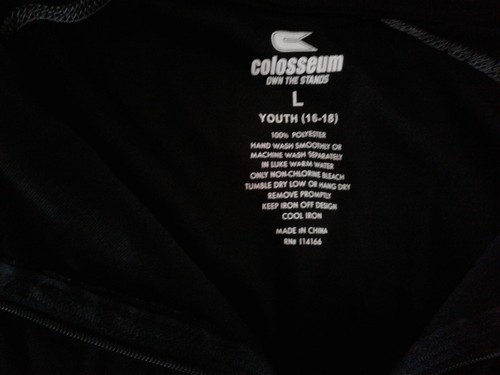 colosseum
OWN THE STANDS
L
YOUTH (16-18)
100% POLYESTER
HAND WASH SMOOTHLY OR
MACHINE WASH SEPARATELY
IN LUKE WARM WATER
ONLY NON-CHLORINE BLEACH
TUMBLE DRY LOW OR HANG DRY
REMOVE PROMPTLY
KEEP IRON OFF DESIGN
COOL IRON
MADE IN CHINA
RN# 114166